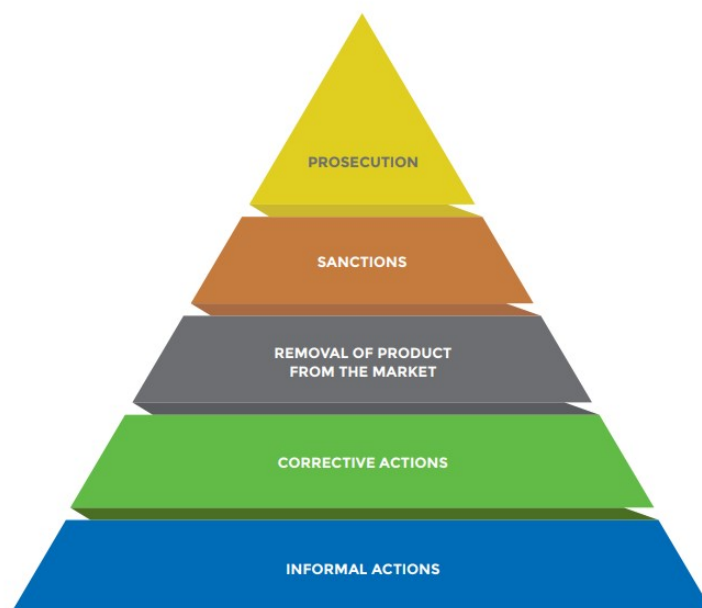 PROSECUTION
SANCTIONS
REMOVAL OF PRODUCT
FROM THE MARKET
CORRECTIVE ACTIONS
INFORMAL ACTIONS